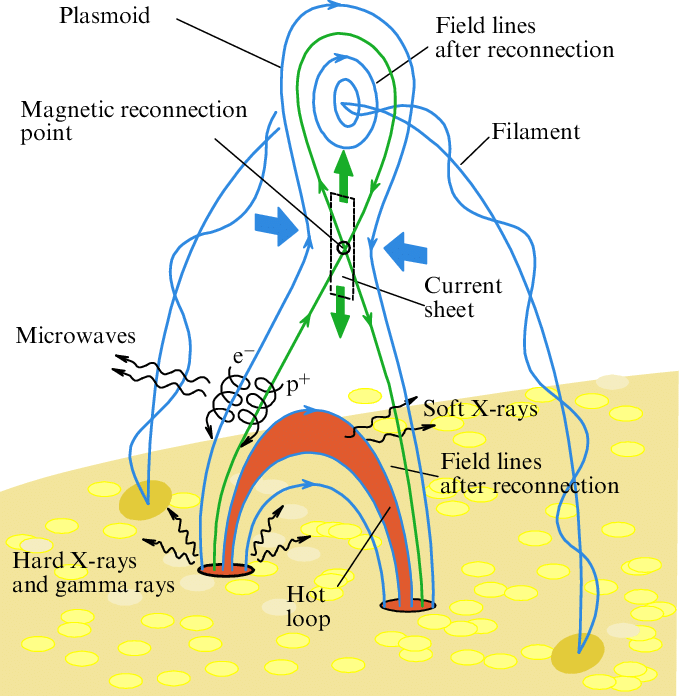 Plasmoid
Field lines
after reconnection
Magnetic reconnection
point
Filament
Current
sheet
Microwaves
e⁻
p⁺
Soft X-rays
Field lines
after reconnection
Hard X-rays
and gamma rays
Hot
loop